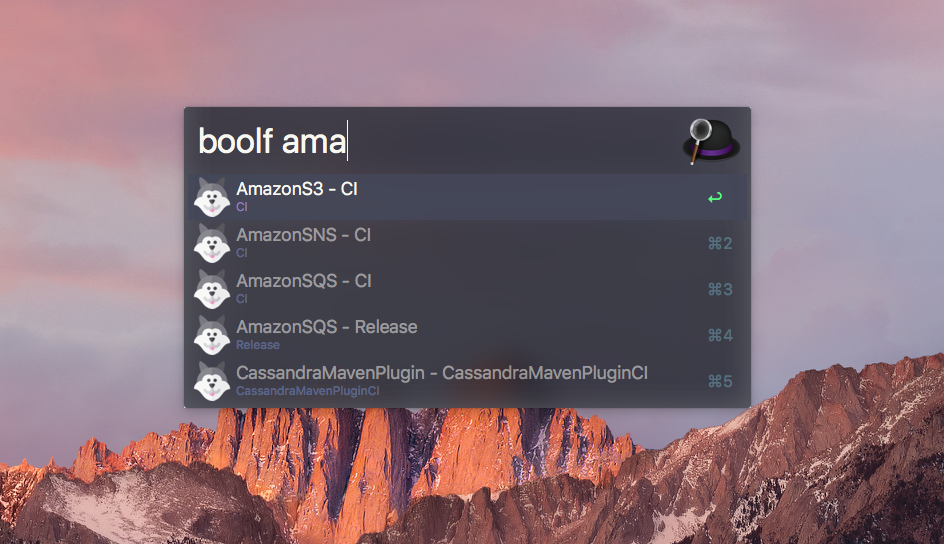 boolf ama
AmazonS3 - CI
CI
AmazonSNS - CI
CI
⌘2
AmazonSQS - CI
CI
⌘3
AmazonSQS - Release
Release
⌘4
CassandraMavenPlugin - CassandraMavenPluginCI
CassandraMavenPluginCI
⌘5